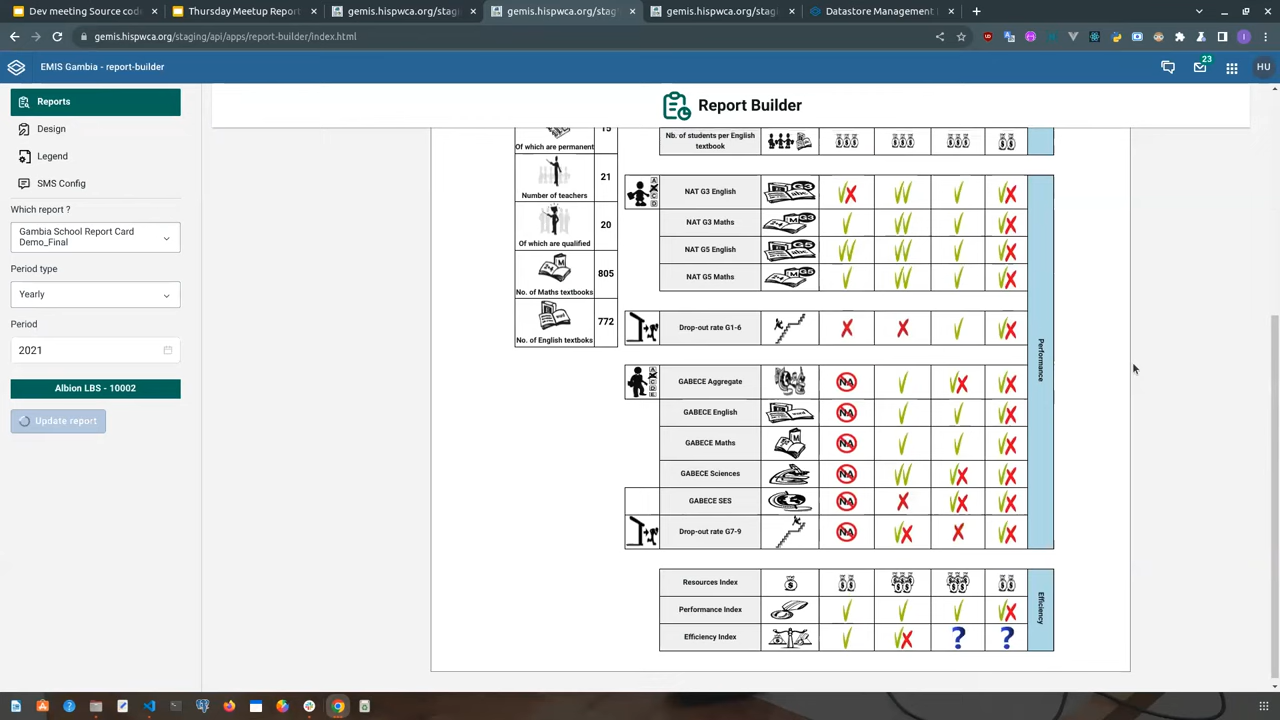 Dev meeting Source cod
Thursday Meetup Report
gemis.hispwca.org/stagi
gemis.hispwca.org/stagi
gemis.hispwca.org/stagi
Datastore Management
gemis.hispwca.org/staging/api/apps/report-builder/index.html
EMIS Gambia - report-builder
23
HU
Reports
Design
Legend
SMS Config
Which report ?
Gambia School Report Card
Demo_Final
Period type
Yearly
Period
2021
Albion LBS - 10002
Update report
Report Builder
15
Of which are permanent
21
Number of teachers
20
Of which are qualified
805
No. of Maths textbooks
772
No. of English textboks
Nb. of students per English
textbook
NAT G3 English
NAT G3 Maths
NAT G5 English
NAT G5 Maths
Drop-out rate G1-6
GABECE Aggregate
NA
GABECE English
NA
GABECE Maths
NA
GABECE Sciences
NA
GABECE SES
NA
Drop-out rate G7-9
NA
Performance
Resources Index
Performance Index
Efficiency Index
? ?
Efficiency